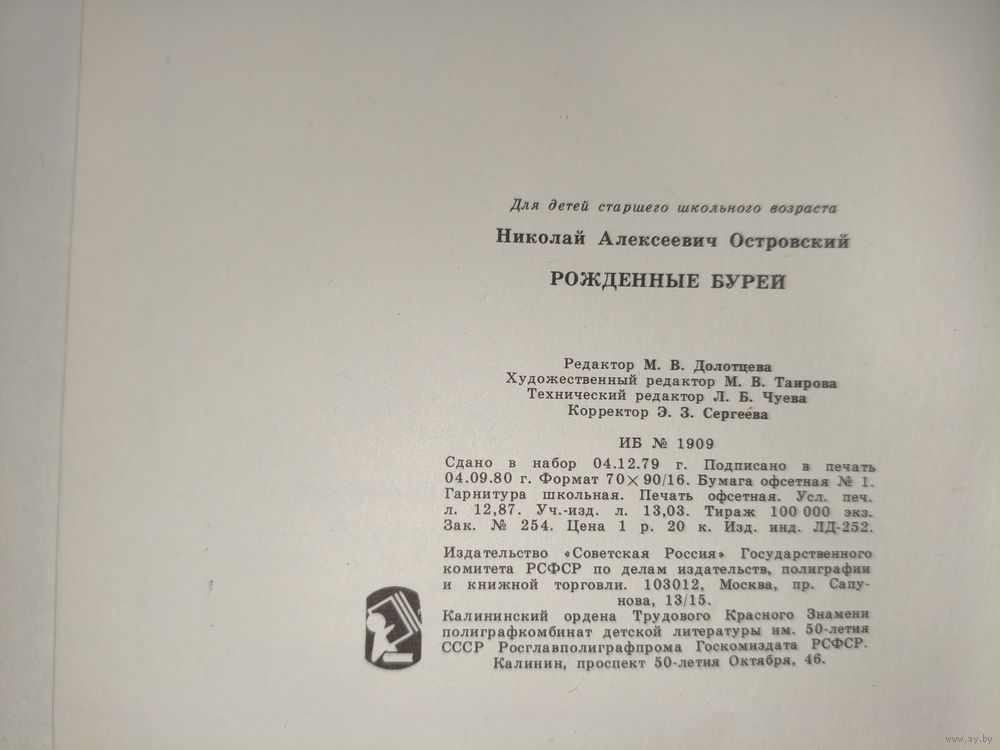 Для детей старшего школьного возраста
Николай Алексеевич Островский
РОЖДЕННЫЕ БУРЕЙ
Редактор М. В. Долотцева
Художественный редактор М. В. Таирова
Технический редактор Л. Б. Чуева
Корректор Э. З. Сергеева
ИБ № 1909
Сдано в набор 04.12.79 г. Подписано в печать
04.09.80 г. Формат 70×90/16. Бумага офсетная № 1.
Гарнитура школьная. Печать офсетная. Усл. печ.
л. 12,87. Уч.-изд. л. 13,03. Тираж 100 000 экз.
Зак. № 254. Цена 1 р. 20 к. Изд. инд. ЛД-252.
Издательство «Советская Россия» Государственного
комитета РСФСР по делам издательств, полиграфии
и книжной торговли. 103012, Москва, пр. Сапу-
нова, 13/15.
Калининский ордена Трудового Красного Знамени
полиграфкомбинат детской литературы им. 50-летия
СССР Росглавполиграфпрома Госкомиздата РСФСР.
Калинин, проспект 50-летия Октября, 46.
www.ay.by